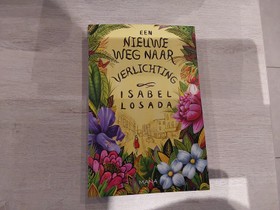 EEN
NIEUWE
WEG NAAR
VERLICHTING
ISABEL
LOSADA